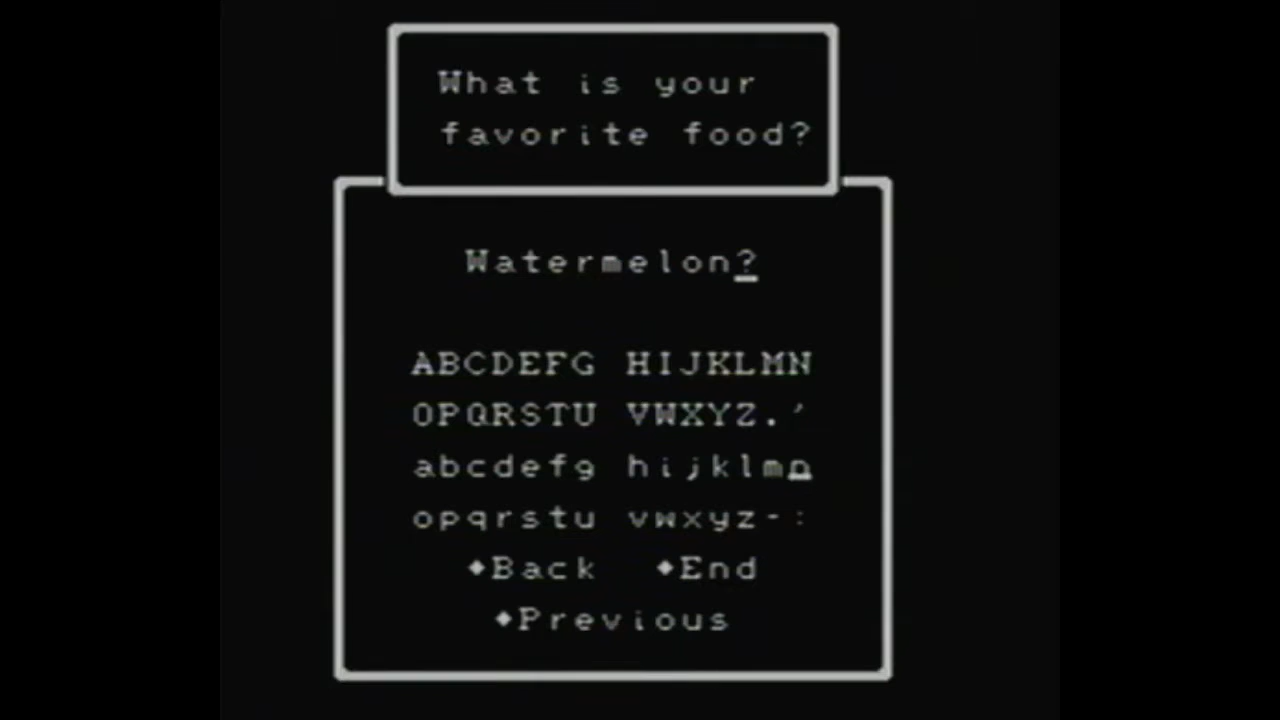 What is your
favorite food?
Watermelon?
ABCDEFG HIJKLMN
OPQRSTU VWXYZ.'
abcdefg hijklmn
opqrstu vwxyz-:
◆Back ◆End
◆Previous